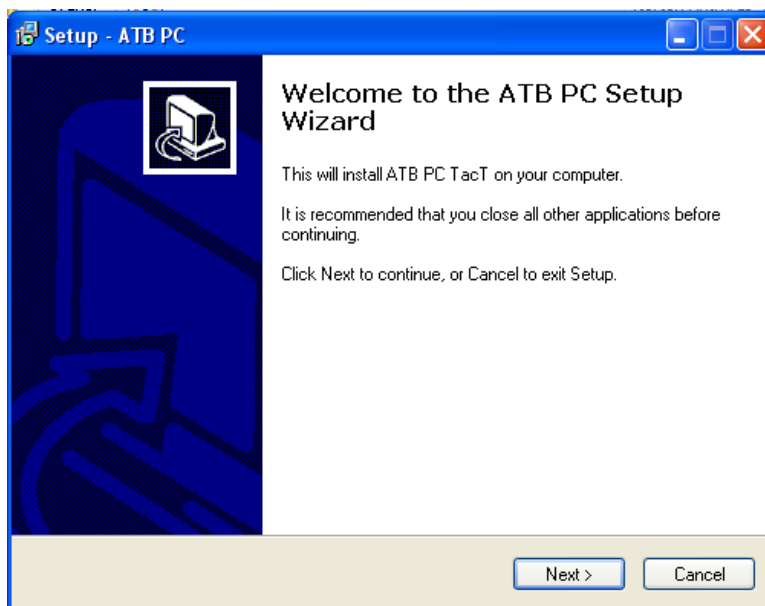 Setup - ATB PC
Welcome to the ATB PC Setup
Wizard
This will install ATB PC TacT on your computer.
It is recommended that you close all other applications before
continuing.
Click Next to continue, or Cancel to exit Setup.
Next >
Cancel